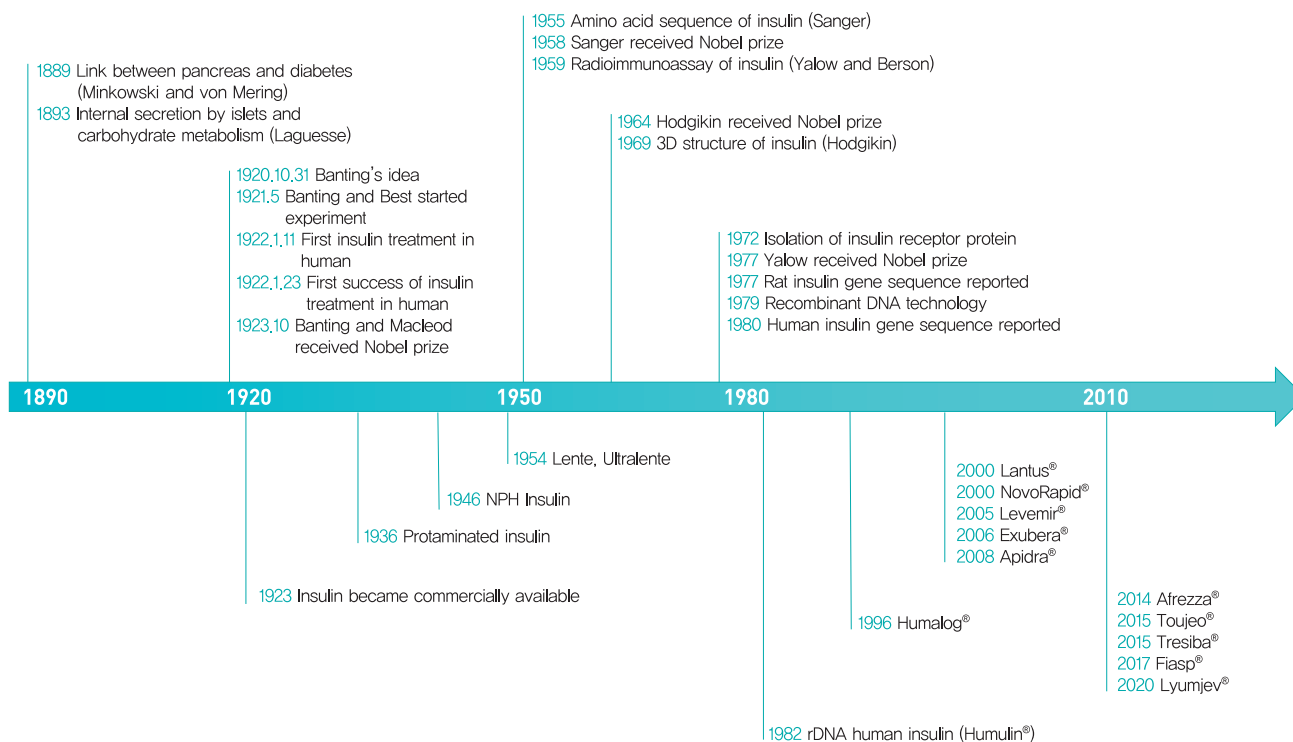 1955 Amino acid sequence of insulin (Sanger)
1958 Sanger received Nobel prize
1959 Radioimmunoassay of insulin (Yalow and Berson)
1889 Link between pancreas and diabetes
(Minkowski and von Mering)
1893 Internal secretion by islets and
carbohydrate metabolism (Laguesse)
1964 Hodgikin received Nobel prize
1969 3D structure of insulin (Hodgikin)
1920.10.31 Banting's idea
1921.5 Banting and Best started
experiment
1922.1.11 First insulin treatment in
human
1922.1.23 First success of insulin
treatment in human
1923.10 Banting and Macleod
received Nobel prize
1972 Isolation of insulin receptor protein
1977 Yalow received Nobel prize
1977 Rat insulin gene sequence reported
1979 Recombinant DNA technology
1980 Human insulin gene sequence reported
1890 1920 1950 1980 2010
1954 Lente, Ultralente
1946 NPH Insulin
1936 Protaminated insulin
1923 Insulin became commercially available
2000 Lantus®
2000 NovoRapid®
2005 Levemir®
2006 Exubera®
2008 Apidra®
1996 Humalog®
2014 Afrezza®
2015 Toujeo®
2015 Tresiba®
2017 Fiasp®
2020 Lyumjev®
1982 rDNA human insulin (Humulin®)